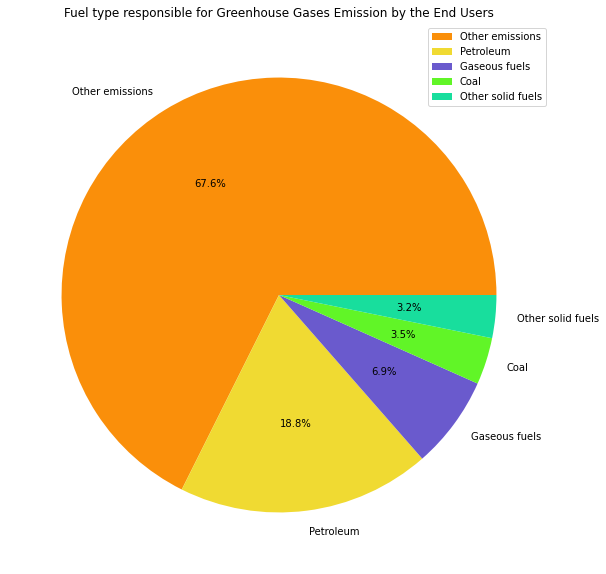 Fuel type responsible for Greenhouse Gases Emission by the End Users
Other emissions
Petroleum
Gaseous fuels
Coal
Other solid fuels
Other emissions
67.6%
3.2%
Other solid fuels
3.5%
Coal
6.9%
Gaseous fuels
18.8%
Petroleum